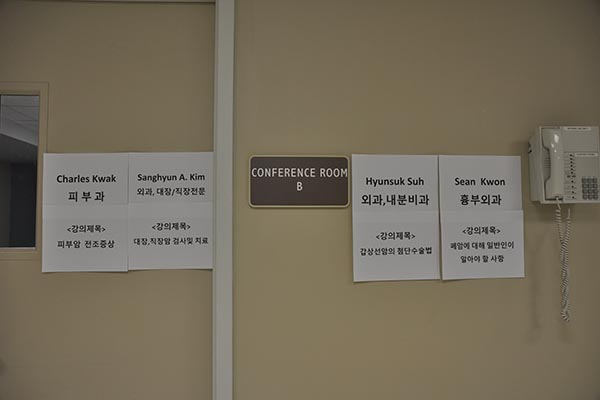 Charles Kwak
피 부 과
<강의제목>
피부암 전조증상
Sanghyun A. Kim
외과, 대장/직장전문
<강의제목>
대장,직장암 검사및 치료
CONFERENCE ROOM
B
Hyunsuk Suh
외과,내분비과
<강의제목>
갑상선암의 첨단수술법
Sean Kwon
흉부외과
<강의제목>
폐암에 대해 일반인이
알아야 할 사항